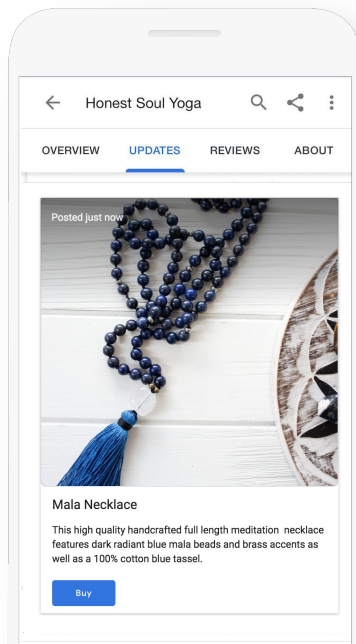 Honest Soul Yoga
OVERVIEW UPDATES REVIEWS ABOUT
Posted just now
Mala Necklace
This high quality handcrafted full length meditation necklace
features dark radiant blue mala beads and brass accents as
well as a 100% cotton blue tassel.
Buy